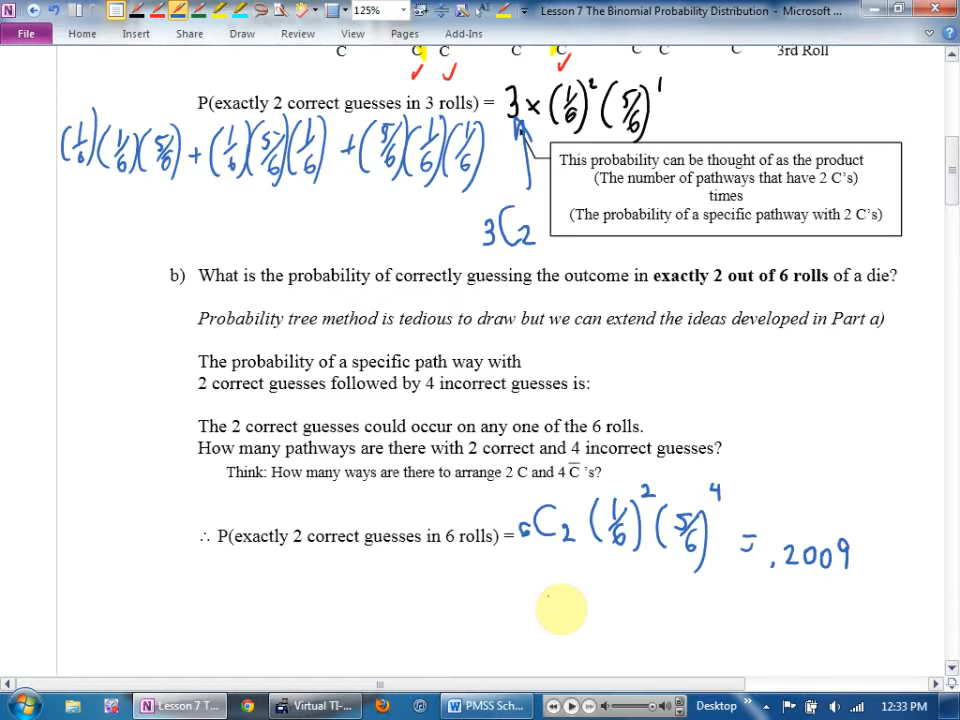 125%
Lesson 7 The Binomial Probability Distribution - Microsoft ...
File Home Insert Share Draw Review View Pages Add-Ins
C C C C C C C C 3rd Roll
P(exactly 2 correct guesses in 3 rolls) = 3 × (1/6)² (5/6)¹
(1/6)(1/6)(5/6) + (1/6)(5/6)(1/6) + (5/6)(1/6)(1/6)
This probability can be thought of as the product
(The number of pathways that have 2 C's)
times
(The probability of a specific pathway with 2 C's)
3C2
b) What is the probability of correctly guessing the outcome in exactly 2 out of 6 rolls of a die?
Probability tree method is tedious to draw but we can extend the ideas developed in Part a)
The probability of a specific path way with
2 correct guesses followed by 4 incorrect guesses is:
The 2 correct guesses could occur on any one of the 6 rolls.
How many pathways are there with 2 correct and 4 incorrect guesses?
Think: How many ways are there to arrange 2 C and 4 C̅ 's?
∴ P(exactly 2 correct guesses in 6 rolls) = 6C2 (1/6)² (5/6)⁴ = .2009
Lesson 7 T... Virtual TI-... PMSS Sch... Desktop 12:33 PM